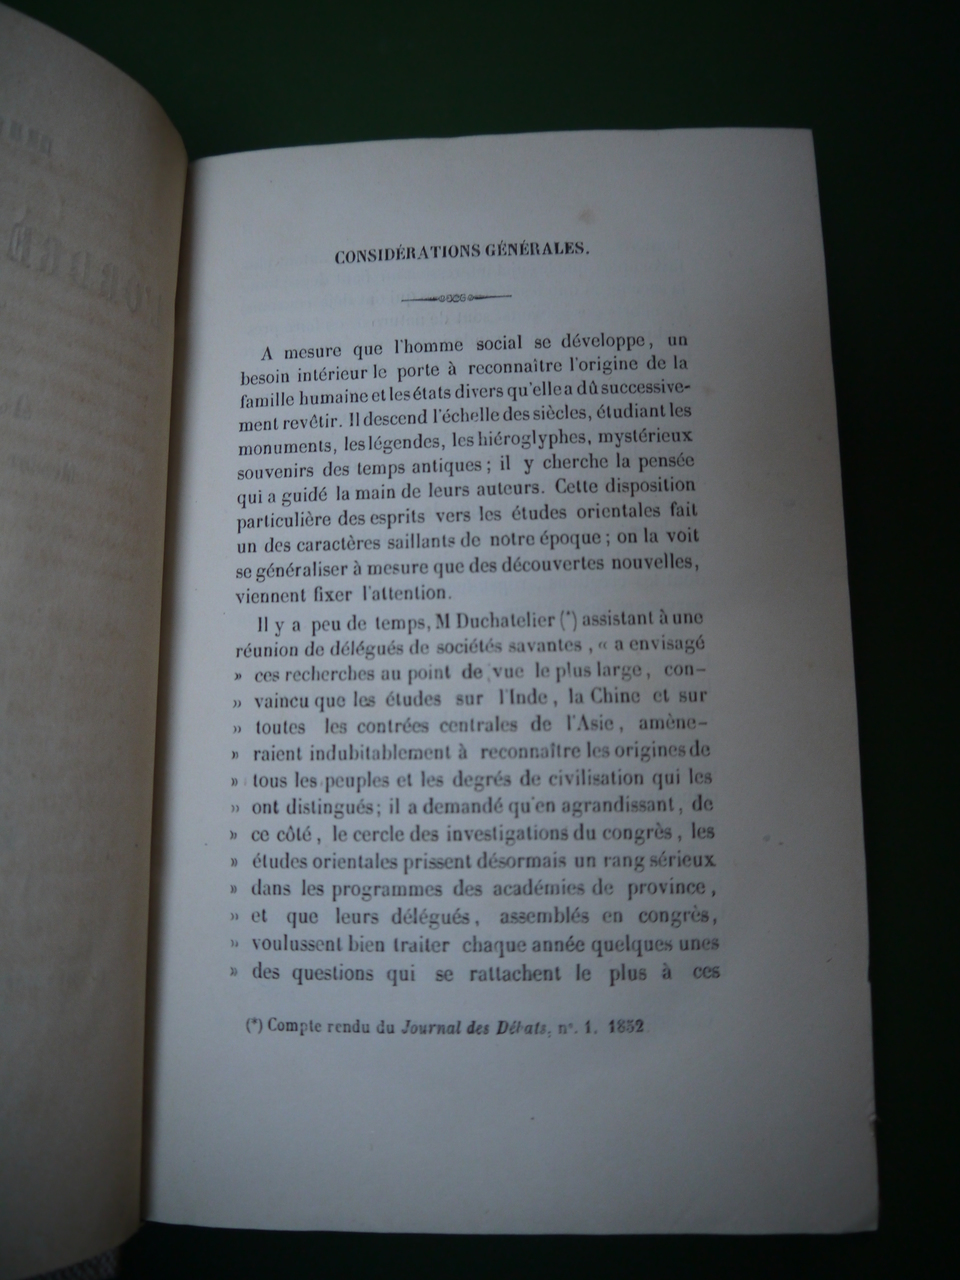 CONSIDÉRATIONS GÉNÉRALES.
A mesure que l'homme social se développe, un
besoin intérieur le porte à reconnaître l'origine de la
famille humaine et les états divers qu'elle a dû successive-
ment revêtir. Il descend l'échelle des siècles, étudiant les
monuments, les légendes, les hiéroglyphes, mystérieux
souvenirs des temps antiques ; il y cherche la pensée
qui a guidé la main de leurs auteurs. Cette disposition
particulière des esprits vers les études orientales fait
un des caractères saillants de notre époque ; on la voit
se généraliser à mesure que des découvertes nouvelles,
viennent fixer l'attention.
Il y a peu de temps, M Duchatelier (*) assistant à une
réunion de délégués de sociétés savantes, « a envisagé
» ces recherches au point de vue le plus large, con-
» vaincu que les études sur l'Inde, la Chine et sur
» toutes les contrées centrales de l'Asie, amène-
» raient indubitablement à reconnaître les origines de
» tous les peuples et les degrés de civilisation qui les
» ont distingués ; il a demandé qu'en agrandissant, de
» ce côté, le cercle des investigations du congrès, les
» études orientales prissent désormais un rang sérieux
» dans les programmes des académies de province,
» et que leurs délégués, assemblés en congrès,
» voulussent bien traiter chaque année quelques unes
» des questions qui se rattachent le plus à ces
(*) Compte rendu du Journal des Débats, n°. 1. 1852